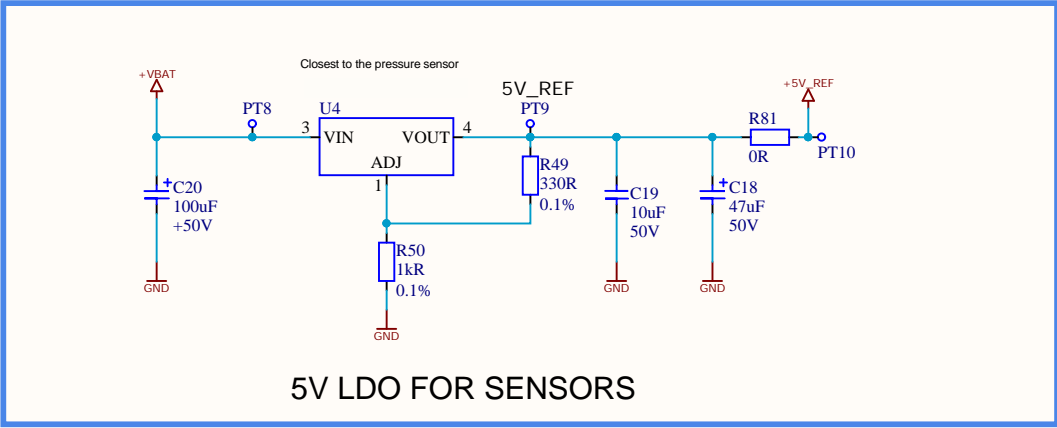 Closest to the pressure sensor
+VBAT
5V_REF
+5V_REF
PT8
U4
PT9
R81
3
VIN
VOUT
4
PT10
0R
ADJ
1
R49
330R
0.1%
C20
100uF
+50V
C19
10uF
50V
C18
47uF
50V
R50
1kR
0.1%
GND
GND
GND
GND
5V LDO FOR SENSORS